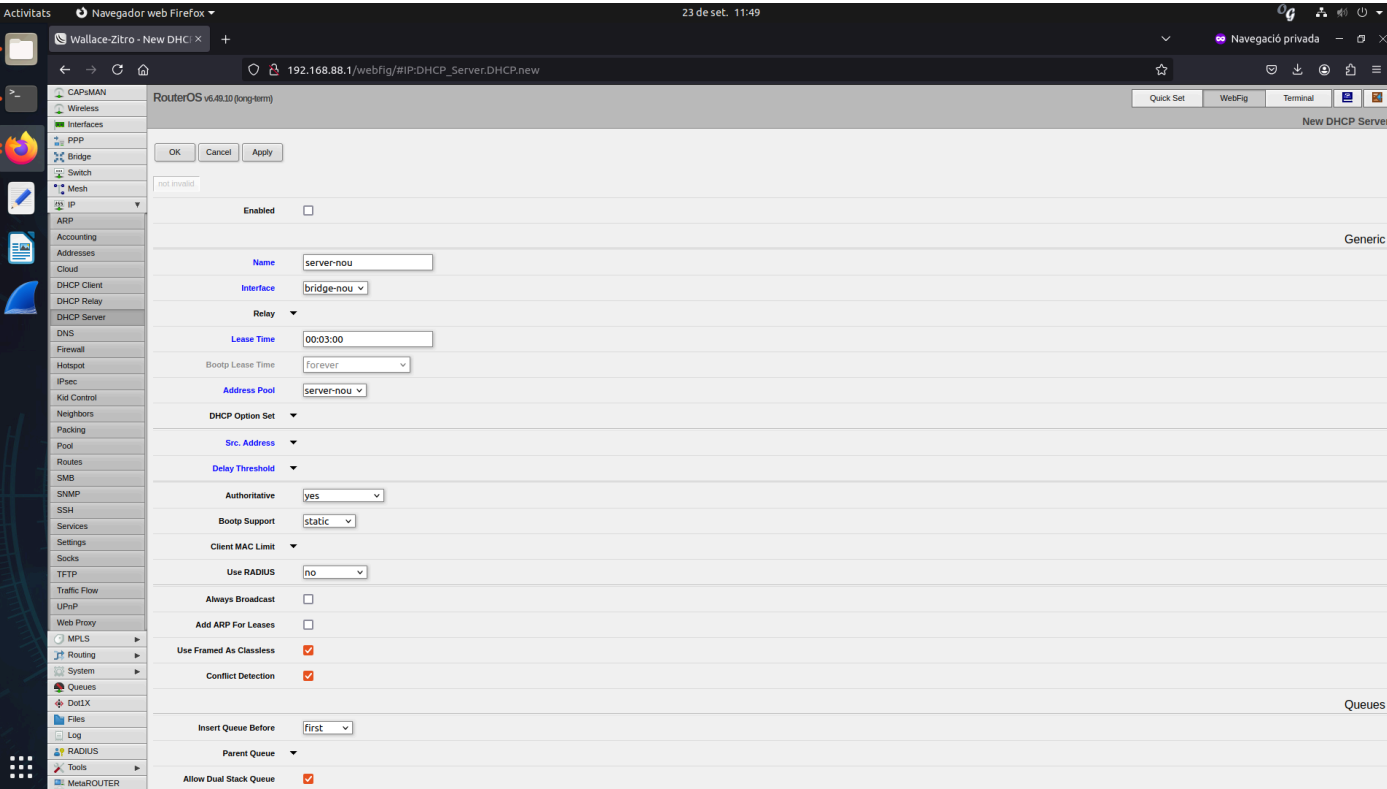 Activitats Navegador web Firefox 23 de set. 11:49
Wallace-Zitro - New DHCP Navegació privada
192.168.88.1/webfig/#IP:DHCP_Server.DHCP.new
RouterOS v6.49.10 (long-term) Quick Set WebFig Terminal
New DHCP Server
CAPsMAN
Wireless
Interfaces
PPP
Bridge
Switch
Mesh
IP
ARP
Accounting
Addresses
Cloud
DHCP Client
DHCP Relay
DHCP Server
DNS
Firewall
Hotspot
IPsec
Kid Control
Neighbors
Packing
Pool
Routes
SMB
SNMP
SSH
Services
Settings
Socks
TFTP
Traffic Flow
UPnP
Web Proxy
MPLS
Routing
System
Queues
Dot1X
Files
Log
RADIUS
Tools
MetaROUTER
OK Cancel Apply
not invalid
Enabled
Generic
Name server-nou
Interface bridge-nou
Relay
Lease Time 00:03:00
Bootp Lease Time forever
Address Pool server-nou
DHCP Option Set
Src. Address
Delay Threshold
Authoritative yes
Bootp Support static
Client MAC Limit
Use RADIUS no
Always Broadcast
Add ARP For Leases
Use Framed As Classless
Conflict Detection
Queues
Insert Queue Before first
Parent Queue
Allow Dual Stack Queue